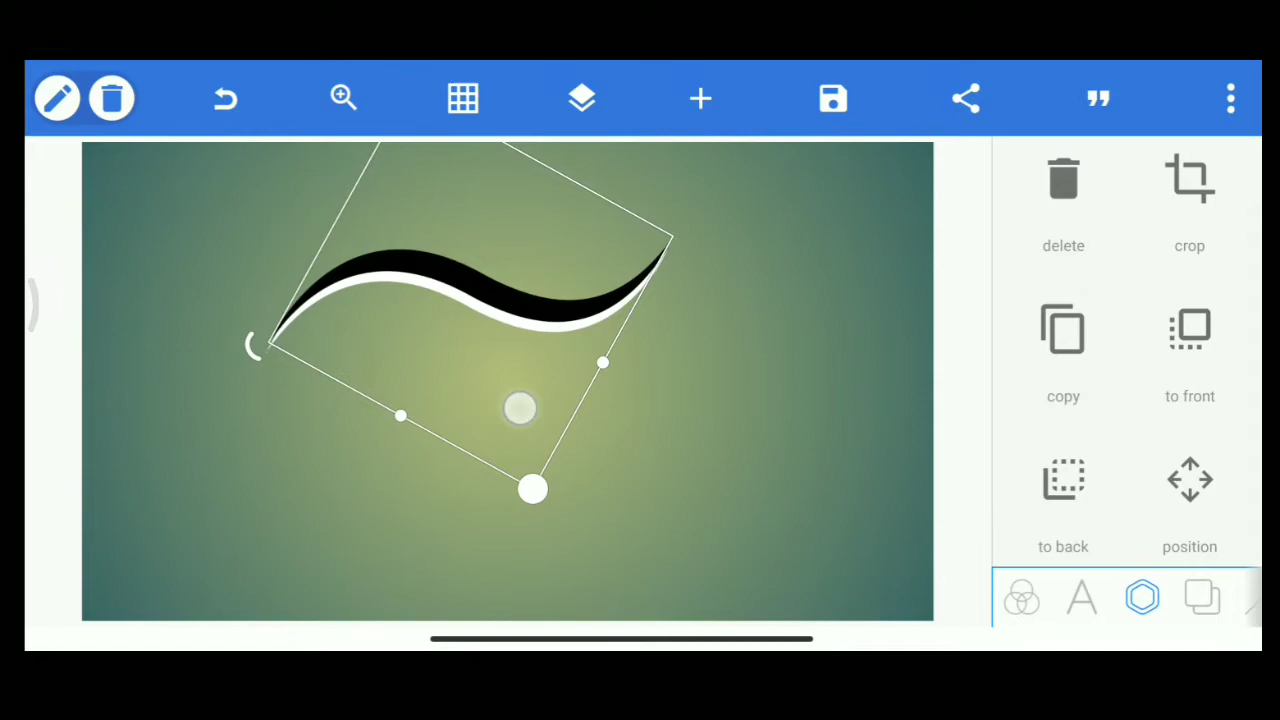 delete
crop
copy
to front
to back
position